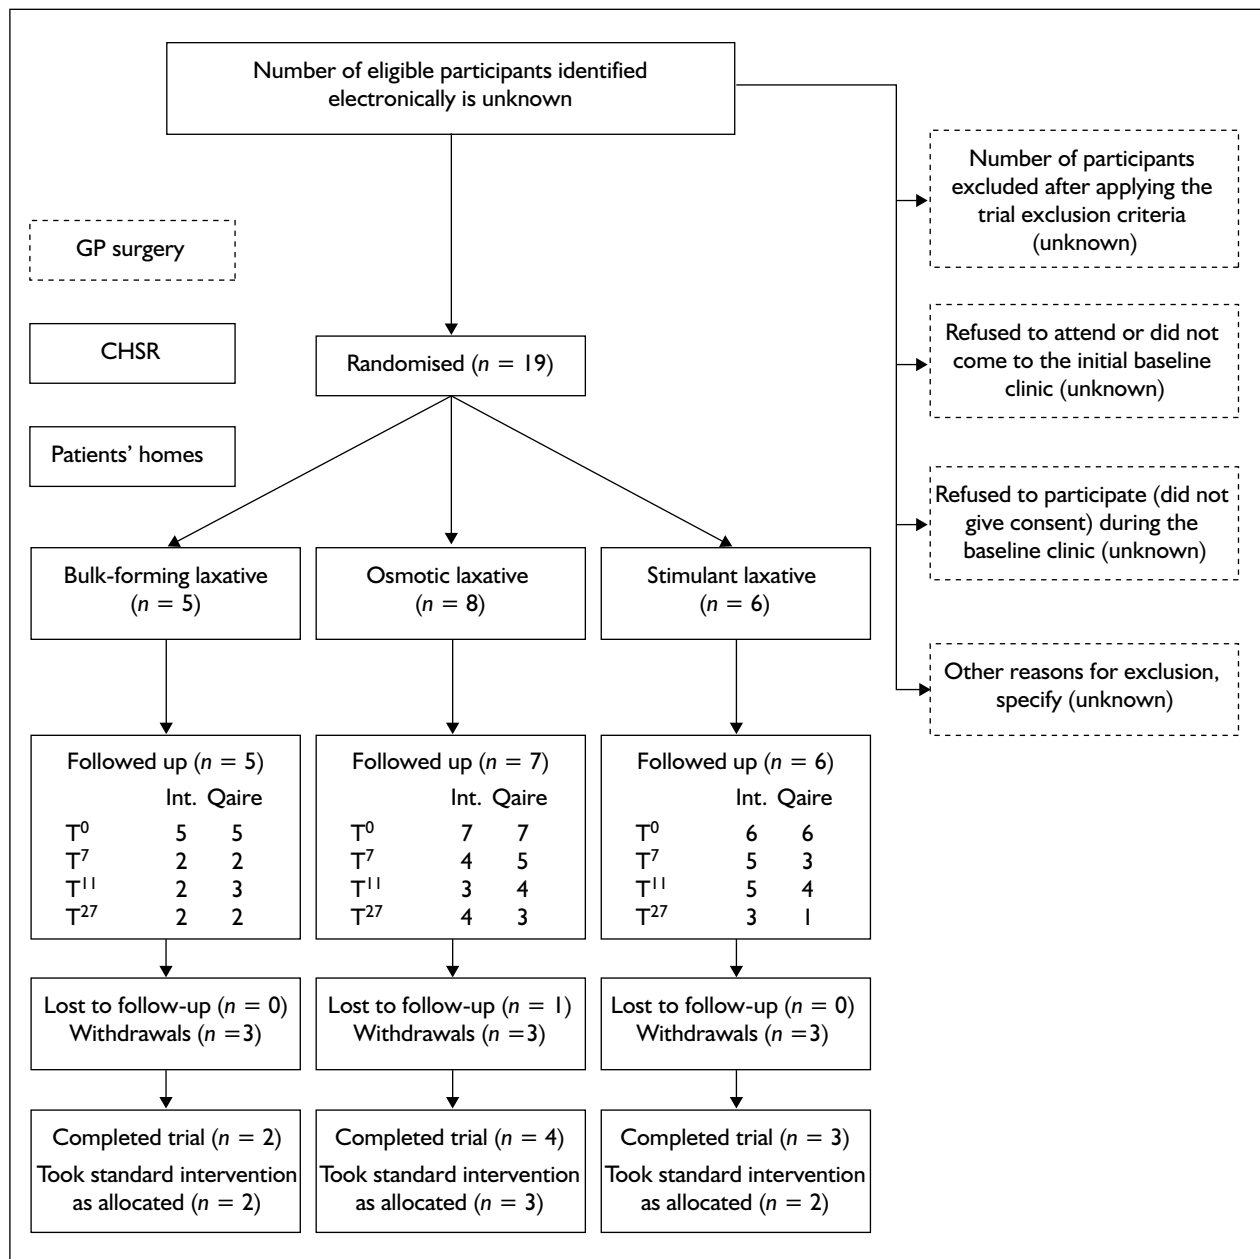 Number of eligible participants identified
electronically is unknown
Number of participants
excluded after applying the
trial exclusion criteria
(unknown)
GP surgery
Refused to attend or did not
come to the initial baseline
clinic (unknown)
CHSR
Randomised (n = 19)
Patients' homes
Refused to participate (did not
give consent) during the
baseline clinic (unknown)
Bulk-forming laxative
(n = 5)
Osmotic laxative
(n = 8)
Stimulant laxative
(n = 6)
Other reasons for exclusion,
specify (unknown)
Followed up (n = 5)
Int. Qaire
T⁰ 5 5
T⁷ 2 2
T¹¹ 2 3
T²⁷ 2 2
Followed up (n = 7)
Int. Qaire
T⁰ 7 7
T⁷ 4 5
T¹¹ 3 4
T²⁷ 4 3
Followed up (n = 6)
Int. Qaire
T⁰ 6 6
T⁷ 5 3
T¹¹ 5 4
T²⁷ 3 1
Lost to follow-up (n = 0)
Withdrawals (n =3)
Lost to follow-up (n = 1)
Withdrawals (n =3)
Lost to follow-up (n = 0)
Withdrawals (n =3)
Completed trial (n = 2)
Took standard intervention
as allocated (n = 2)
Completed trial (n = 4)
Took standard intervention
as allocated (n = 3)
Completed trial (n = 3)
Took standard intervention
as allocated (n = 2)